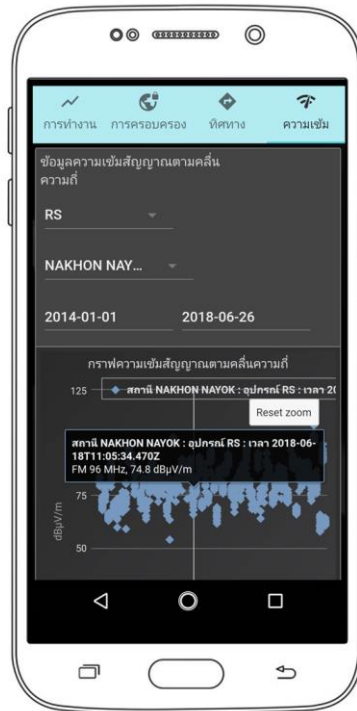 การทำงาน
การครอบครอง
ทิศทาง
ความเข้ม
ข้อมูลความเข้มสัญญาณตามคลื่น
ความถี่
RS
NAKHON NAY...
2014-01-01 2018-06-26
กราฟความเข้มสัญญาณตามคลื่นความถี่
125
สถานี NAKHON NAYOK : อุปกรณ์ RS : เวลา 20
Reset zoom
สถานี NAKHON NAYOK : อุปกรณ์ RS : เวลา 2018-06-
18T11:05:34.470Z
FM 96 MHz, 74.8 dBµV/m
75
dBµV/m
50